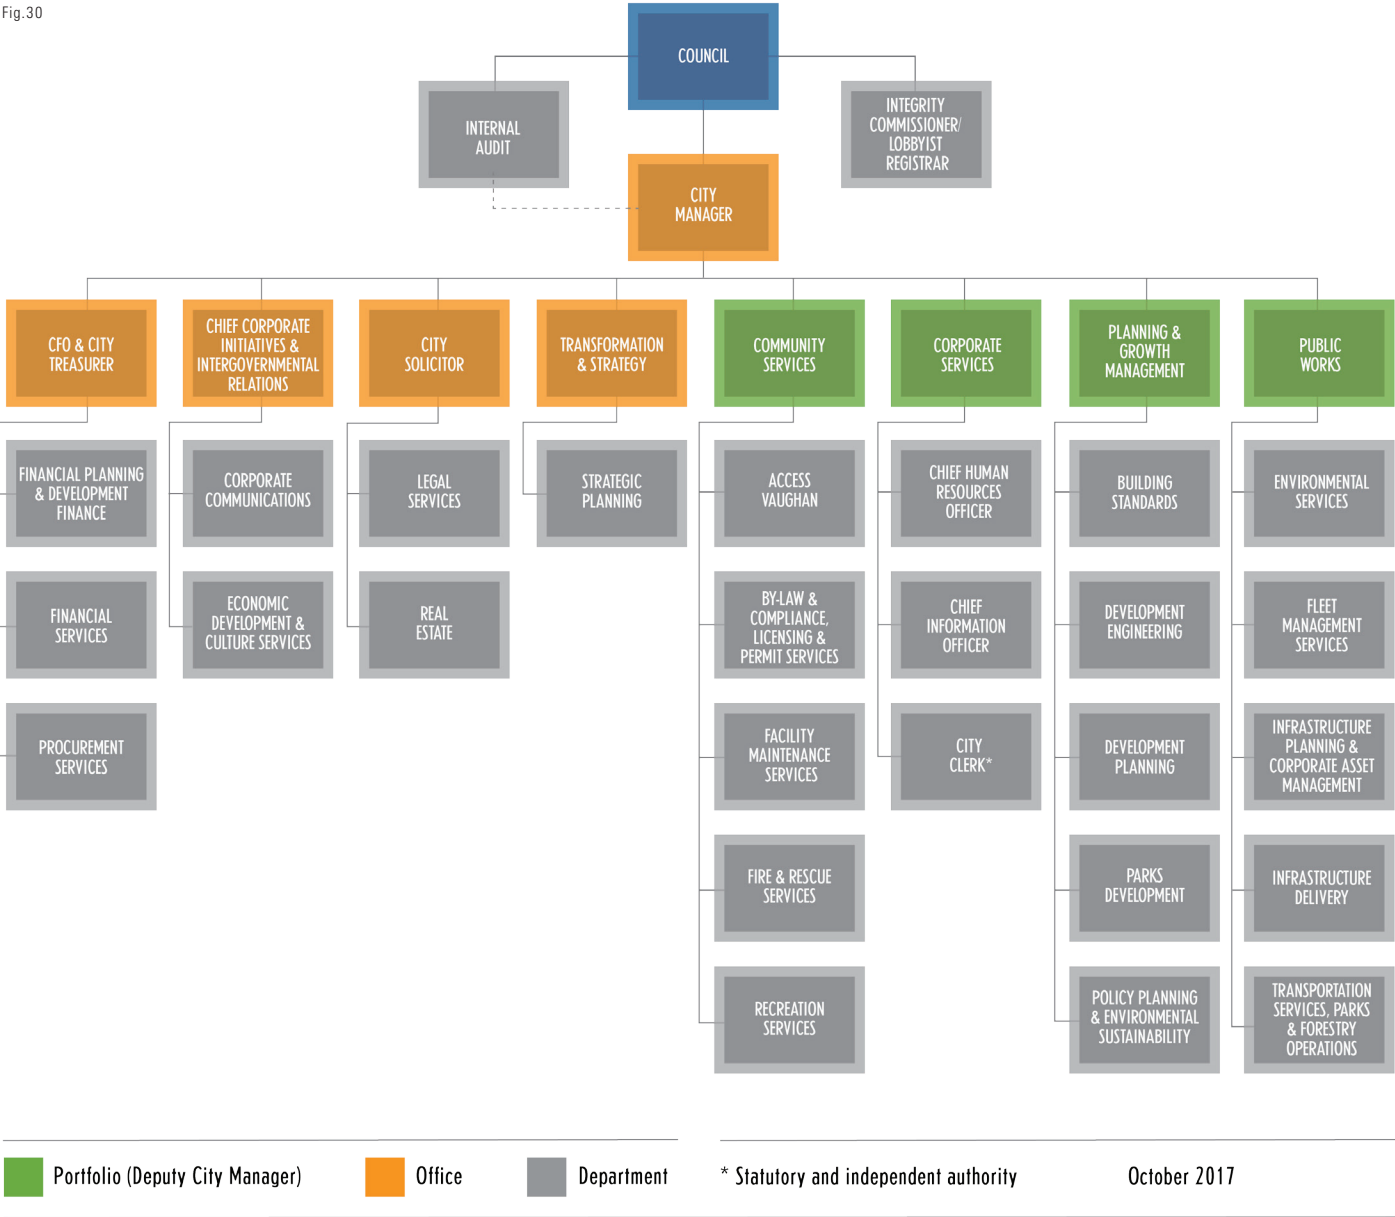 Fig.30
COUNCIL
INTERNAL
AUDIT
INTEGRITY
COMMISSIONER/
LOBBYIST
REGISTRAR
CITY
MANAGER
CFO & CITY
TREASURER
CHIEF CORPORATE
INITIATIVES &
INTERGOVERNMENTAL
RELATIONS
CITY
SOLICITOR
TRANSFORMATION
& STRATEGY
COMMUNITY
SERVICES
CORPORATE
SERVICES
PLANNING &
GROWTH
MANAGEMENT
PUBLIC
WORKS
FINANCIAL PLANNING
& DEVELOPMENT
FINANCE
CORPORATE
COMMUNICATIONS
LEGAL
SERVICES
STRATEGIC
PLANNING
ACCESS
VAUGHAN
CHIEF HUMAN
RESOURCES
OFFICER
BUILDING
STANDARDS
ENVIRONMENTAL
SERVICES
FINANCIAL
SERVICES
ECONOMIC
DEVELOPMENT &
CULTURE SERVICES
REAL
ESTATE
BY-LAW &
COMPLIANCE,
LICENSING &
PERMIT SERVICES
CHIEF
INFORMATION
OFFICER
DEVELOPMENT
ENGINEERING
FLEET
MANAGEMENT
SERVICES
PROCUREMENT
SERVICES
FACILITY
MAINTENANCE
SERVICES
CITY
CLERK*
DEVELOPMENT
PLANNING
INFRASTRUCTURE
PLANNING &
CORPORATE ASSET
MANAGEMENT
FIRE & RESCUE
SERVICES
PARKS
DEVELOPMENT
INFRASTRUCTURE
DELIVERY
RECREATION
SERVICES
POLICY PLANNING
& ENVIRONMENTAL
SUSTAINABILITY
TRANSPORTATION
SERVICES, PARKS
& FORESTRY
OPERATIONS
Portfolio (Deputy City Manager)
Office
Department
* Statutory and independent authority
October 2017